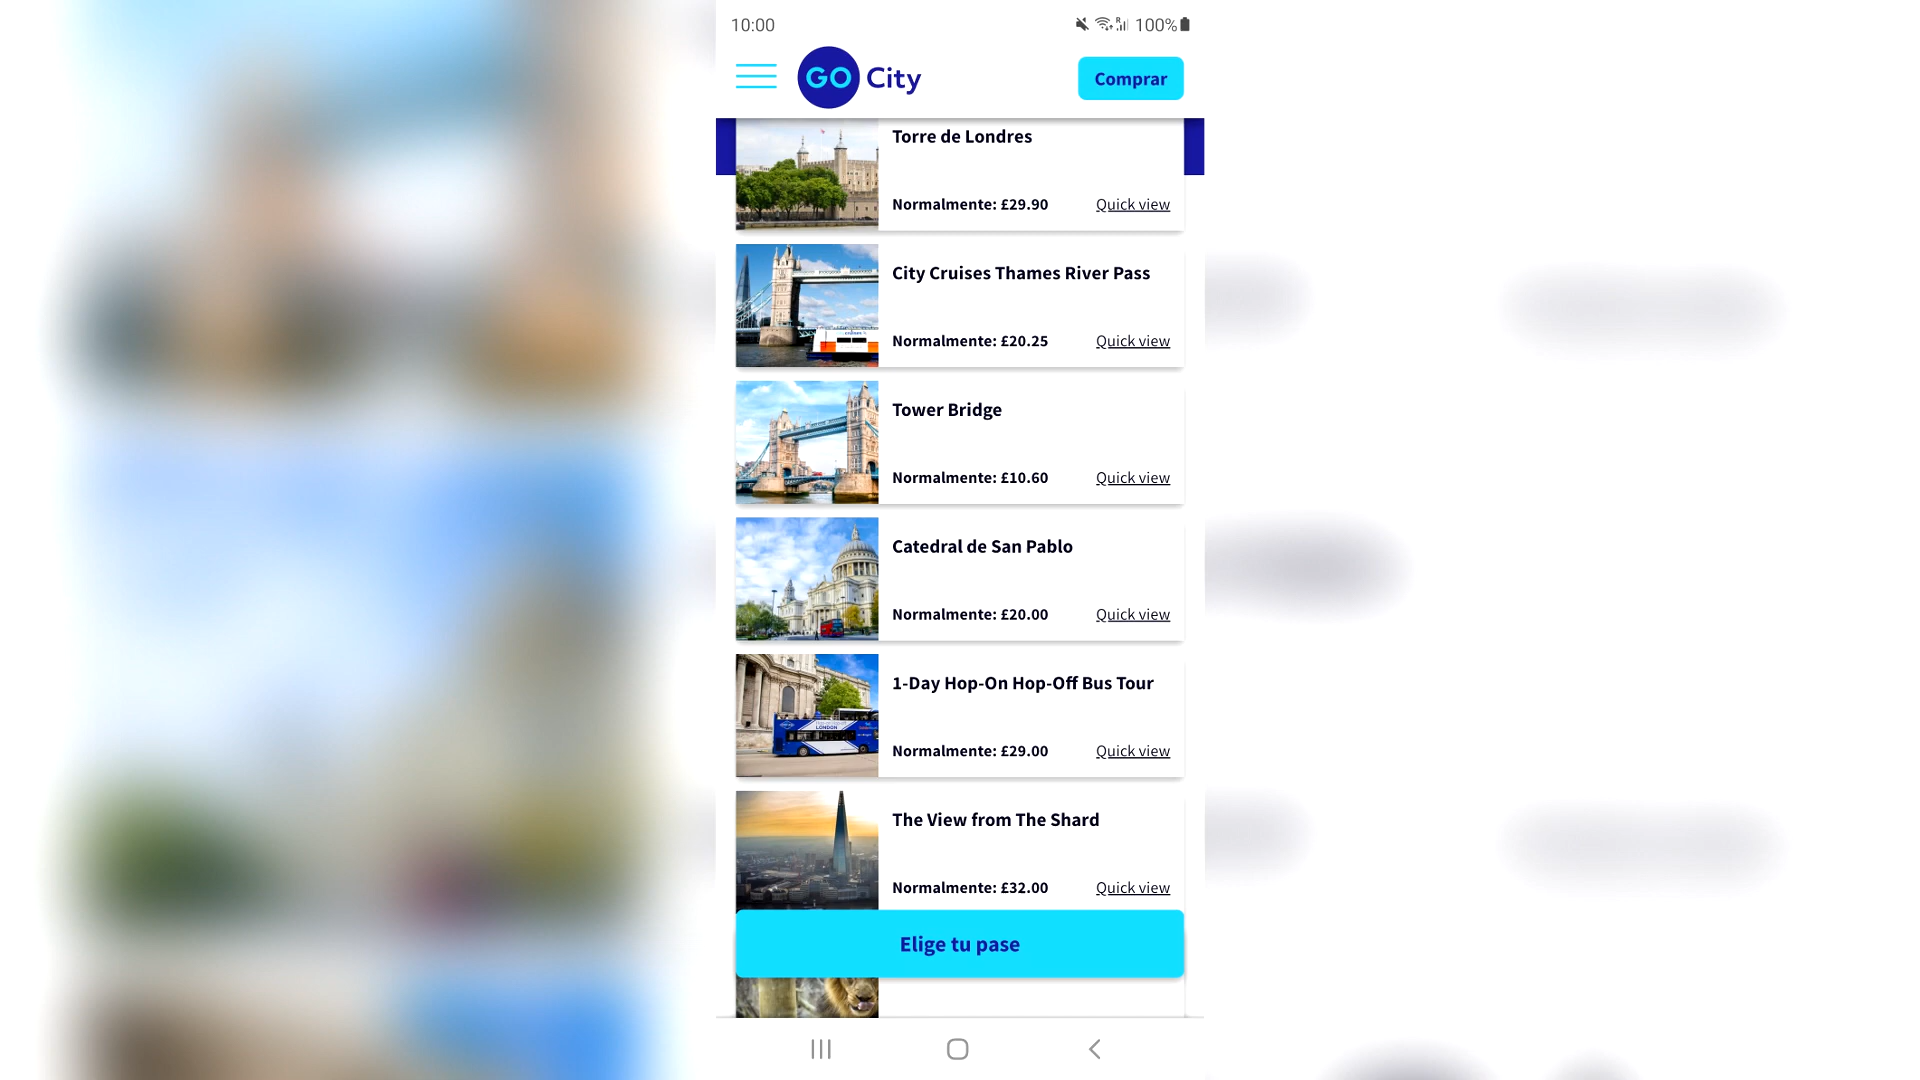 10:00
100%
GO City
Comprar
Torre de Londres
Normalmente: £29.90
Quick view
City Cruises Thames River Pass
Normalmente: £20.25
Quick view
Tower Bridge
Normalmente: £10.60
Quick view
Catedral de San Pablo
Normalmente: £20.00
Quick view
1-Day Hop-On Hop-Off Bus Tour
Normalmente: £29.00
Quick view
The View from The Shard
Normalmente: £32.00
Quick view
Elige tu pase